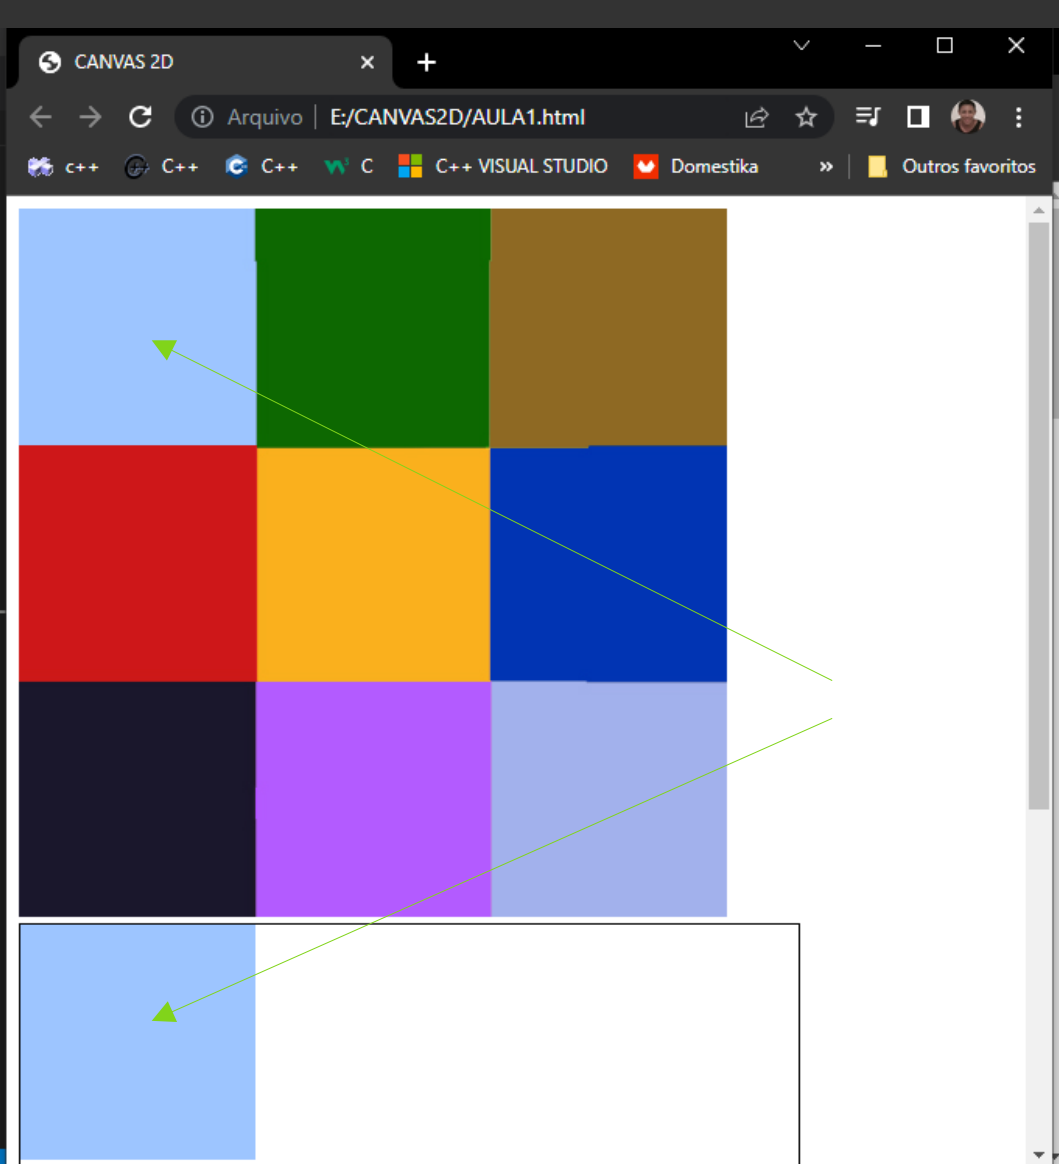 CANVAS 2D
Arquivo E:/CANVAS2D/AULA1.html
c++ C++ C++ C C++ VISUAL STUDIO Domestika » Outros favoritos